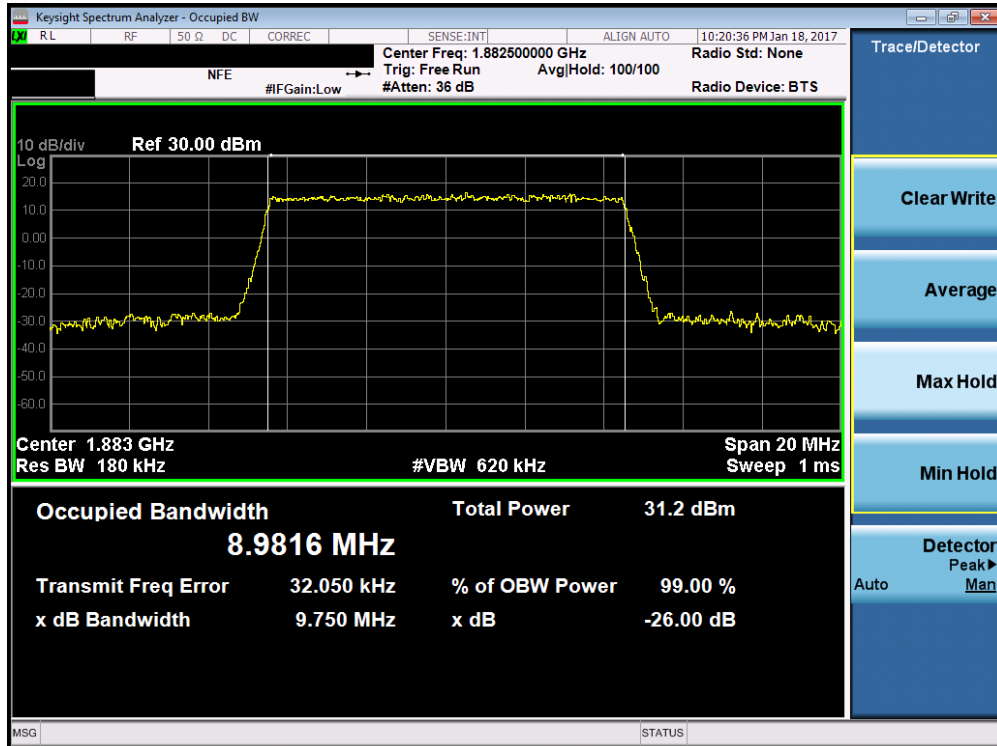 Keysight Spectrum Analyzer - Occupied BW
LXI RL RF 50 Ω DC CORREC SENSE:INT ALIGN AUTO 10:20:36 PM Jan 18, 2017
Center Freq: 1.882500000 GHz Radio Std: None
NFE Trig: Free Run Avg|Hold: 100/100
#IFGain:Low #Atten: 36 dB Radio Device: BTS
10 dB/div Ref 30.00 dBm
Log
20.0
10.0
0.00
-10.0
-20.0
-30.0
-40.0
-50.0
-60.0
Center 1.883 GHz Span 20 MHz
Res BW 180 kHz #VBW 620 kHz Sweep 1 ms
Occupied Bandwidth Total Power 31.2 dBm
8.9816 MHz
Transmit Freq Error 32.050 kHz % of OBW Power 99.00 %
x dB Bandwidth 9.750 MHz x dB -26.00 dB
MSG STATUS
Trace/Detector
Clear Write
Average
Max Hold
Min Hold
Detector
Peak▶
Auto Man